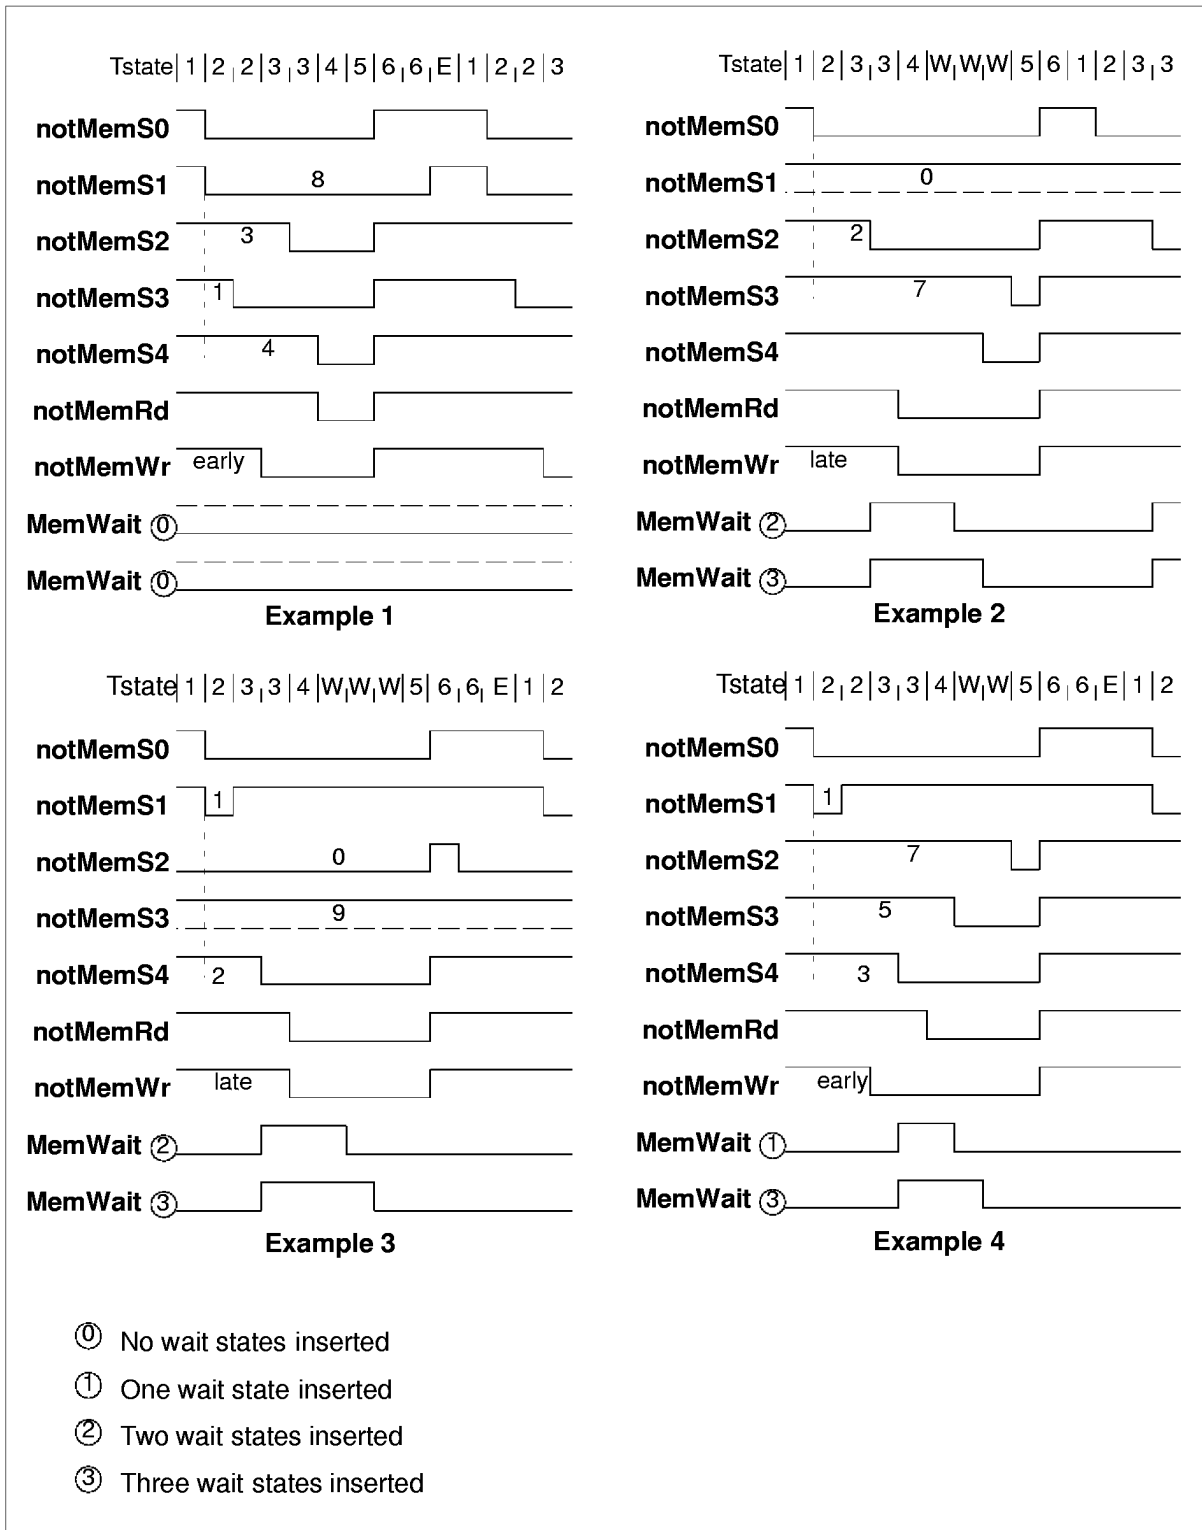 Tstate 1 2 2 3 3 4 5 6 6 E 1 2 2 3
notMemS0
notMemS1 8
notMemS2 3
notMemS3 1
notMemS4 4
notMemRd
notMemWr early
MemWait 0
MemWait 0
Example 1
Tstate 1 2 3 3 4 W W W 5 6 1 2 3 3
notMemS0
notMemS1 0
notMemS2 2
notMemS3 7
notMemS4
notMemRd
notMemWr late
MemWait 2
MemWait 3
Example 2
Tstate 1 2 3 3 4 W W W 5 6 6 E 1 2
notMemS0
notMemS1 1
notMemS2 0
notMemS3 9
notMemS4 2
notMemRd
notMemWr late
MemWait 2
MemWait 3
Example 3
Tstate 1 2 2 3 3 4 W W 5 6 6 E 1 2
notMemS0
notMemS1 1
notMemS2 7
notMemS3 5
notMemS4 3
notMemRd
notMemWr early
MemWait 1
MemWait 3
Example 4
0 No wait states inserted
1 One wait state inserted
2 Two wait states inserted
3 Three wait states inserted